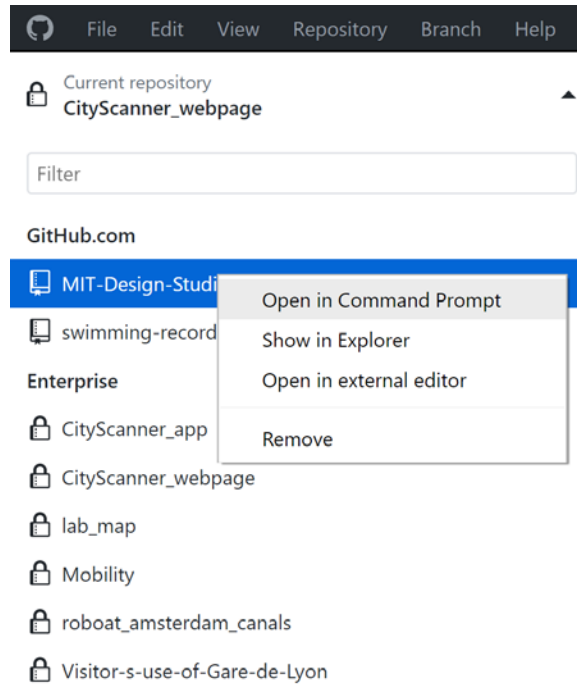 File Edit View Repository Branch Help
Current repository
CityScanner_webpage
Filter
GitHub.com
MIT-Design-Studi
swimming-record
Open in Command Prompt
Show in Explorer
Open in external editor
Remove
Enterprise
CityScanner_app
CityScanner_webpage
lab_map
Mobility
roboat_amsterdam_canals
Visitor-s-use-of-Gare-de-Lyon